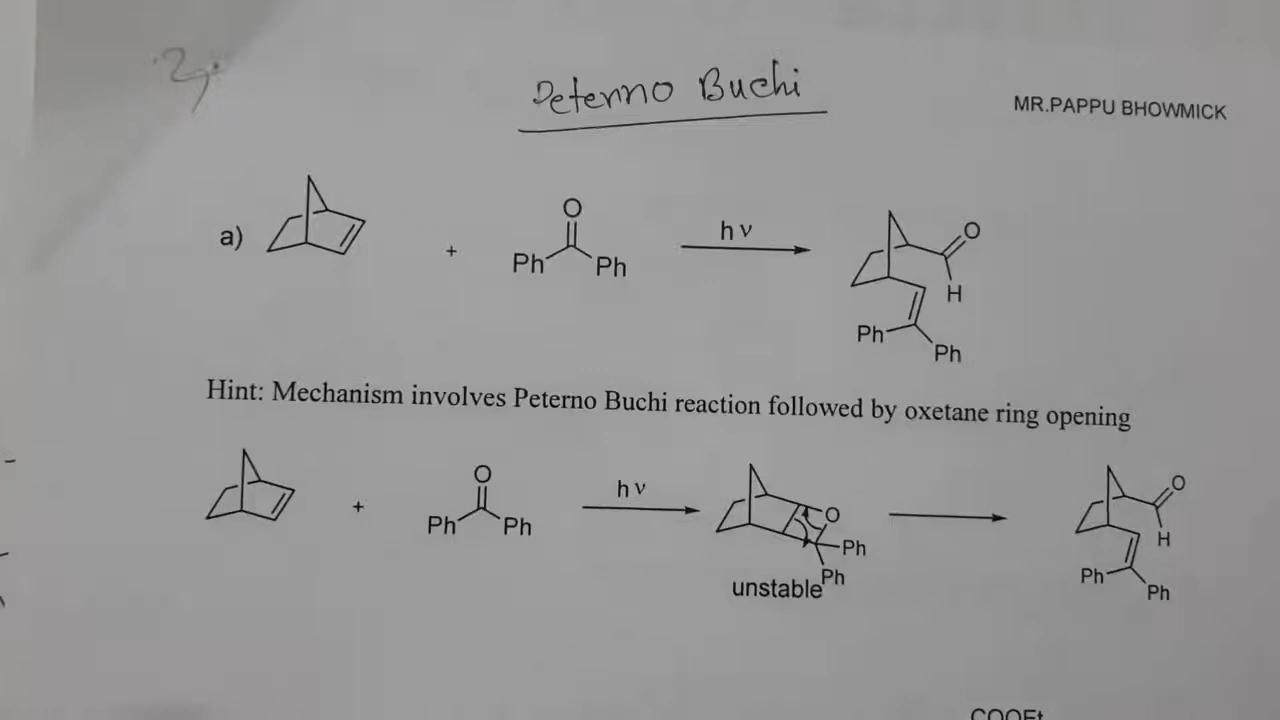 2.
Peterno Buchi
MR.PAPPU BHOWMICK
a)
+
O
Ph
Ph
hν
O
H
Ph
Ph
Hint: Mechanism involves Peterno Buchi reaction followed by oxetane ring opening
+
O
Ph
Ph
hν
O
Ph
Ph
unstable
O
H
Ph
Ph
COOEt